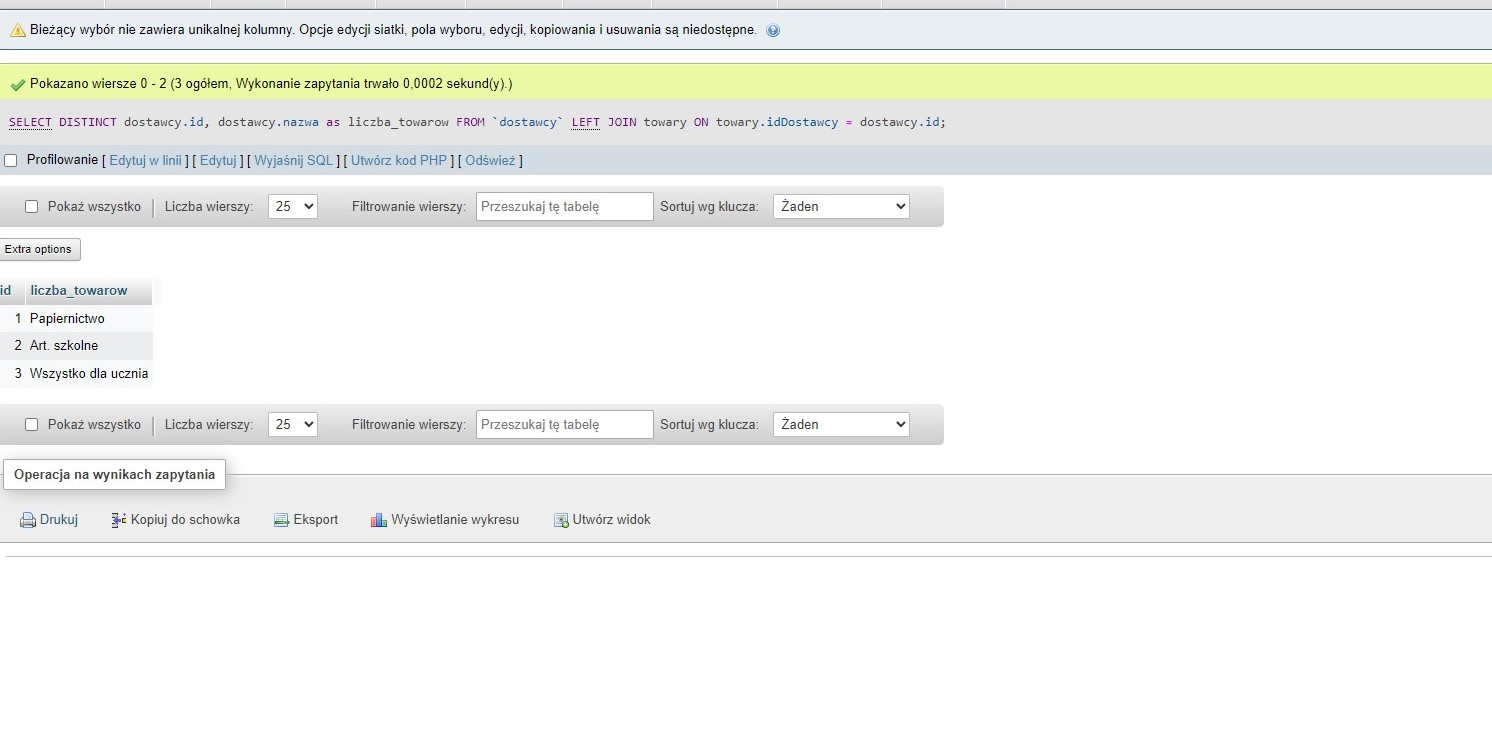 Bieżący wybór nie zawiera unikalnej kolumny. Opcje edycji siatki, pola wyboru, edycji, kopiowania i usuwania są niedostępne.
Pokazano wiersze 0 - 2 (3 ogółem, Wykonanie zapytania trwało 0,0002 sekund(y).)
SELECT DISTINCT dostawcy.id, dostawcy.nazwa as liczba_towarow FROM `dostawcy` LEFT JOIN towary ON towary.idDostawcy = dostawcy.id;
Profilowanie [ Edytuj w linii ] [ Edytuj ] [ Wyjaśnij SQL ] [ Utwórz kod PHP ] [ Odśwież ]
Pokaż wszystko | Liczba wierszy: 25 Filtrowanie wierszy: Przeszukaj tę tabelę Sortuj wg klucza: Żaden
Extra options
id liczba_towarow
1 Papiernictwo
2 Art. szkolne
3 Wszystko dla ucznia
Pokaż wszystko | Liczba wierszy: 25 Filtrowanie wierszy: Przeszukaj tę tabelę Sortuj wg klucza: Żaden
Operacja na wynikach zapytania
Drukuj Kopiuj do schowka Eksport Wyświetlanie wykresu Utwórz widok